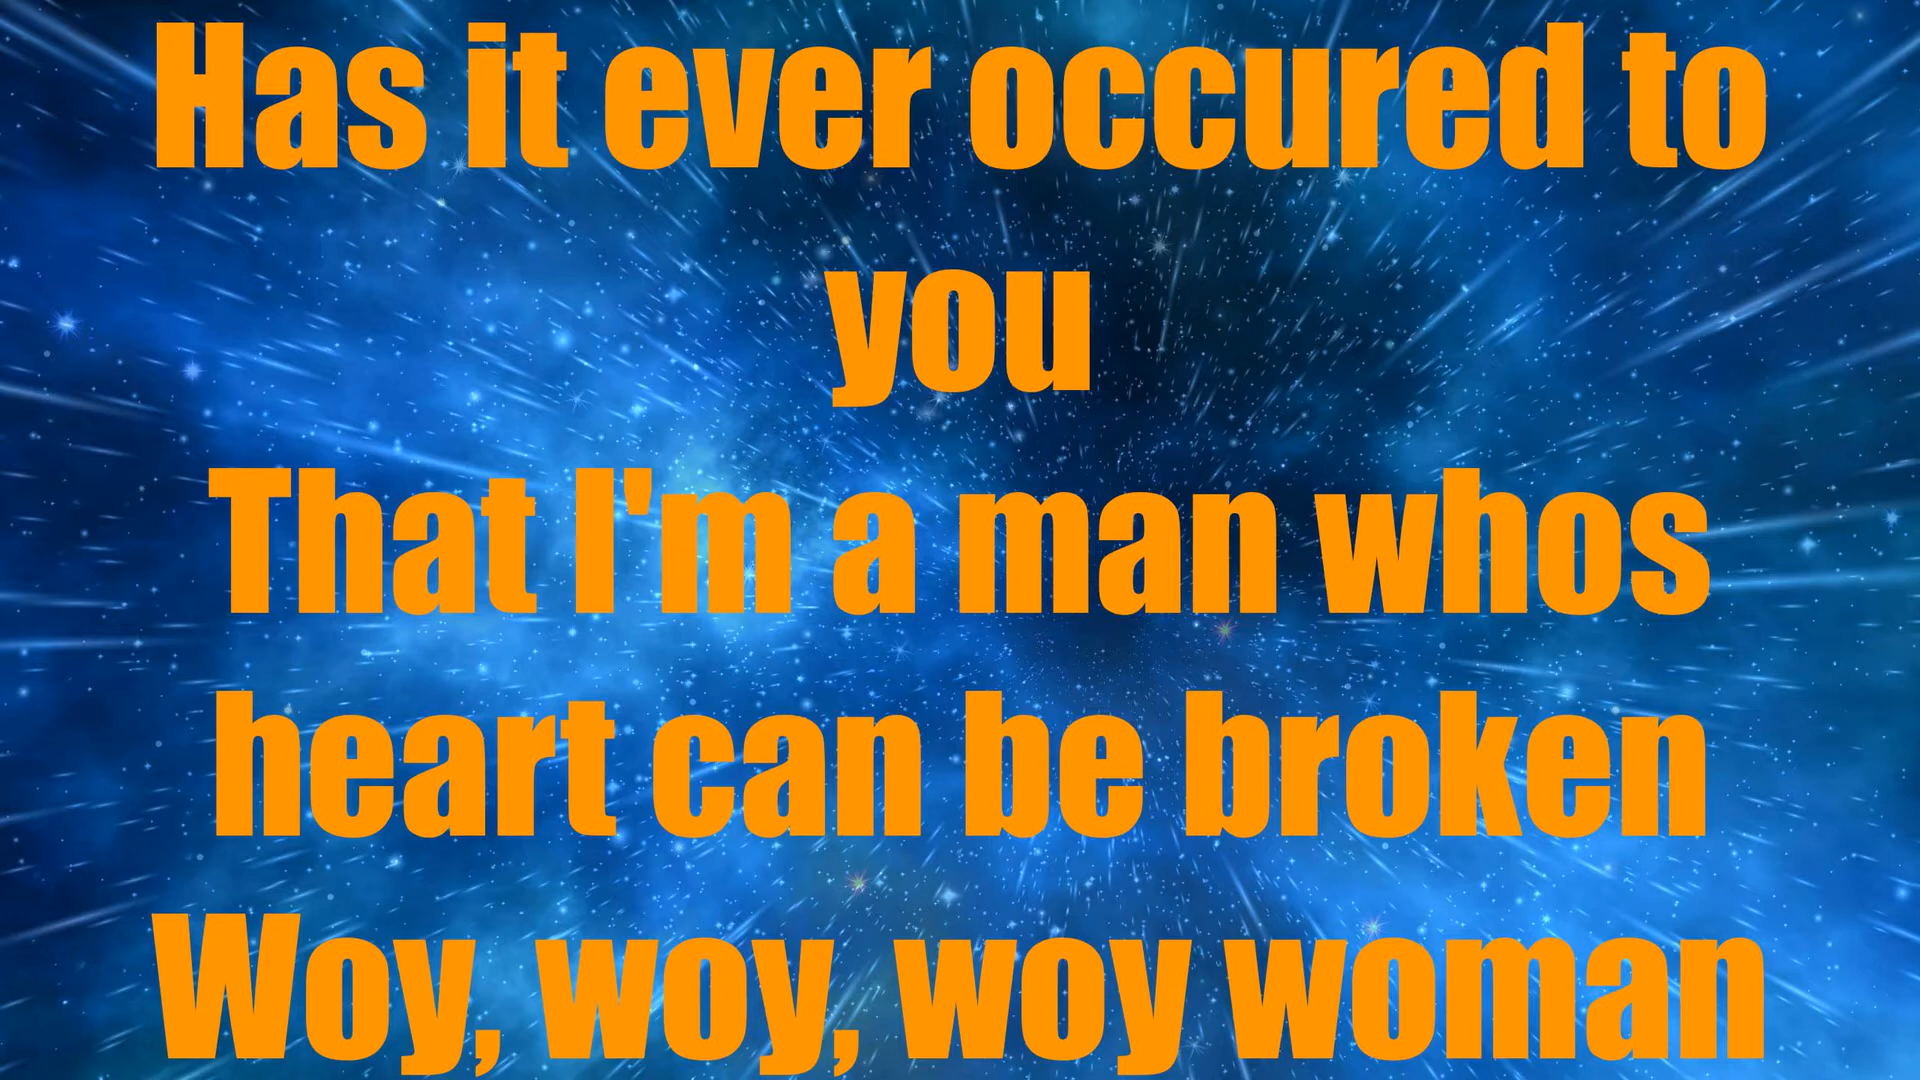 Has it ever occured to
you
That I'm a man whos
heart can be broken
Woy, woy, woy woman